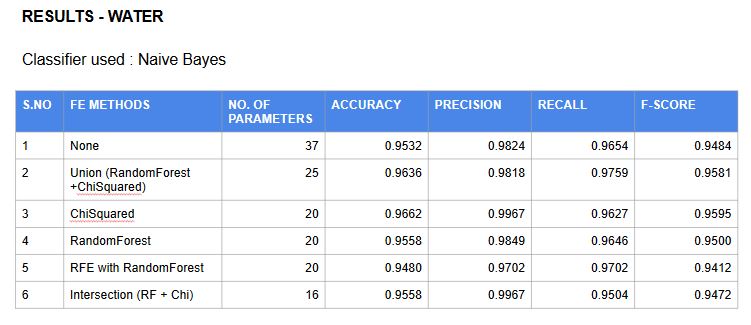 RESULTS - WATER
Classifier used : Naive Bayes
S.NO FE METHODS NO. OF PARAMETERS ACCURACY PRECISION RECALL F-SCORE
1 None 37 0.9532 0.9824 0.9654 0.9484
2 Union (RandomForest +ChiSquared) 25 0.9636 0.9818 0.9759 0.9581
3 ChiSquared 20 0.9662 0.9967 0.9627 0.9595
4 RandomForest 20 0.9558 0.9849 0.9646 0.9500
5 RFE with RandomForest 20 0.9480 0.9702 0.9702 0.9412
6 Intersection (RF + Chi) 16 0.9558 0.9967 0.9504 0.9472